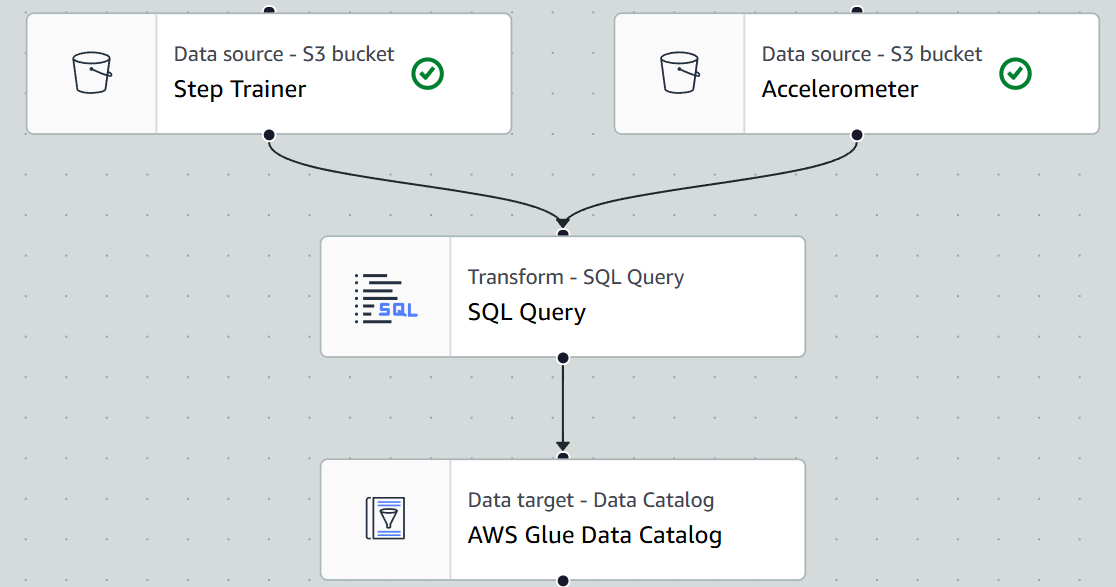 Data source - S3 bucket
Step Trainer
Data source - S3 bucket
Accelerometer
Transform - SQL Query
SQL Query
SQL
Data target - Data Catalog
AWS Glue Data Catalog